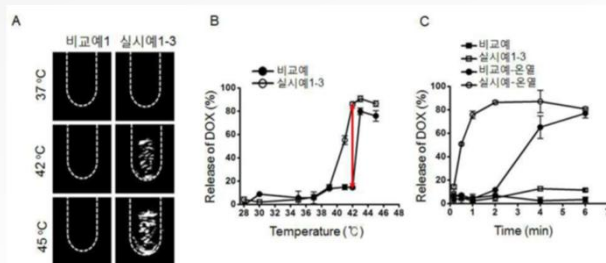 A
비교예1 실시예1-3
37 ℃
42 ℃
45 ℃
B
비교예
실시예1-3
Release of DOX (%)
100
80
60
40
20
0
28 30 32 34 36 38 40 42 44 46 48
Temperature (℃)
C
비교예
실시예1-3
비교예-온열
실시예-온열
Release of DOX (%)
100
80
60
40
20
0
0 1 2 3 4 5 6 7
Time (min)